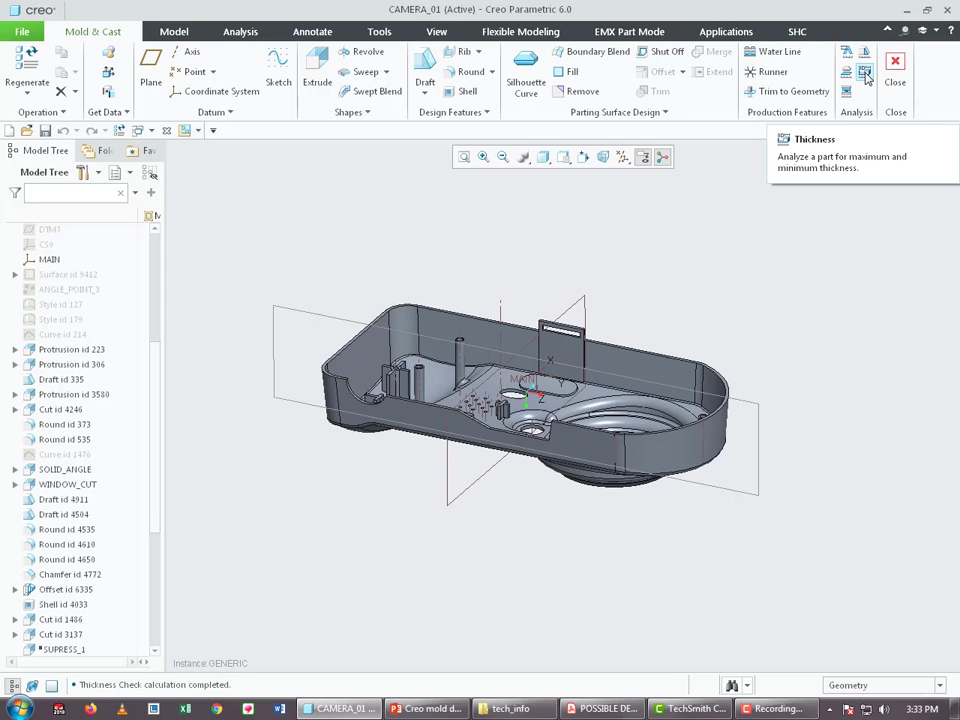 creo
CAMERA_01 (Active) - Creo Parametric 6.0
File
Mold & Cast
Model
Analysis
Annotate
Tools
View
Flexible Modeling
EMX Part Mode
Applications
SHC
Regenerate
Operation
Get Data
Plane
Axis
Point
Coordinate System
Sketch
Datum
Extrude
Revolve
Sweep
Swept Blend
Shapes
Draft
Rib
Round
Shell
Design Features
Silhouette Curve
Boundary Blend
Fill
Remove
Shut Off
Offset
Trim
Merge
Extend
Parting Surface Design
Water Line
Runner
Trim to Geometry
Production Features
Analysis
Close
Close
Thickness
Analyze a part for maximum and
minimum thickness.
Model Tree
Fol
Fav
Model Tree
M
DTM7
CS0
MAIN
Surface id 9412
ANGLE_POINT_3
Style id 127
Style id 179
Curve id 214
Protrusion id 223
Protrusion id 306
Draft id 335
Protrusion id 3580
Cut id 4246
Round id 373
Round id 535
Curve id 1476
SOLID_ANGLE
WINDOW_CUT
Draft id 4911
Draft id 4504
Round id 4535
Round id 4610
Round id 4650
Chamfer id 4772
Offset id 6335
Shell id 4033
Cut id 1486
Cut id 3137
SUPRESS_1
X
MAIN
Y
Z
Instance:GENERIC
• Thickness Check calculation completed.
Geometry
CAMERA_01 (Activ...
Creo mold d...
tech_info
POSSIBLE DE...
TechSmith C...
Recording...
3:33 PM